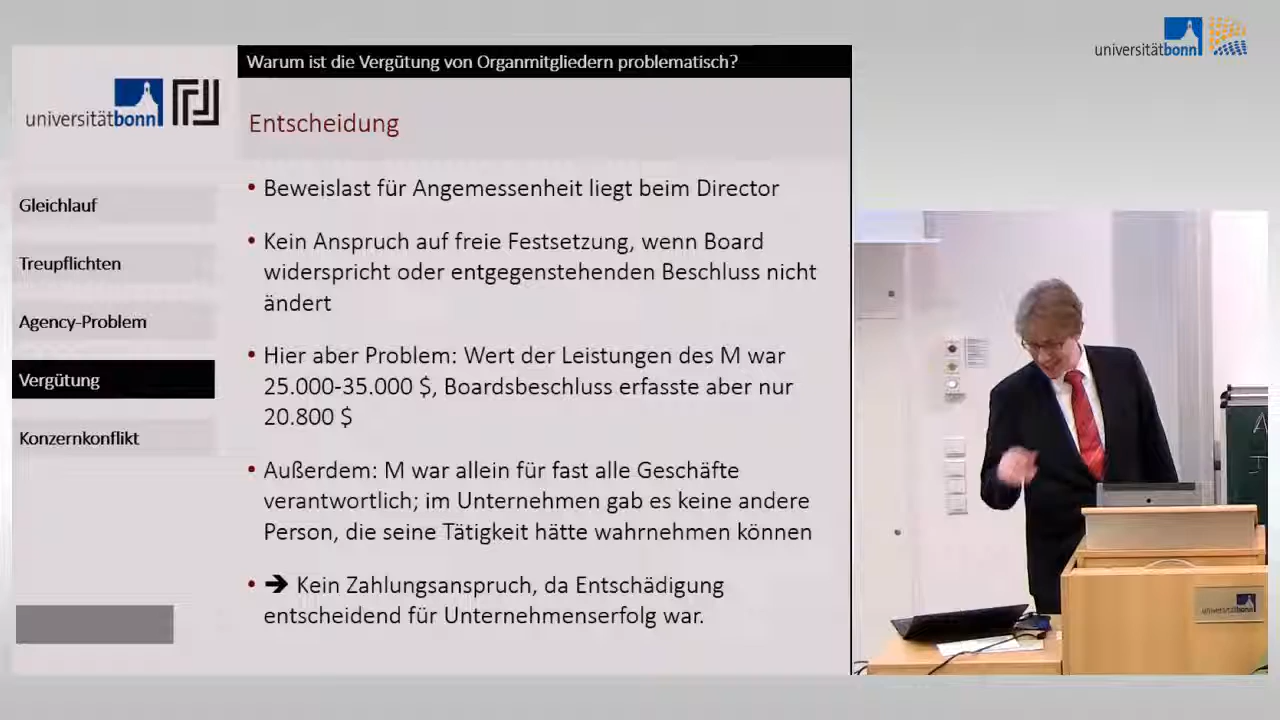 universitätbonn
Warum ist die Vergütung von Organmitgliedern problematisch?
universitätbonn
Entscheidung
Gleichlauf
Treupflichten
Agency-Problem
Vergütung
Konzernkonflikt
• Beweislast für Angemessenheit liegt beim Director
• Kein Anspruch auf freie Festsetzung, wenn Board
widerspricht oder entgegenstehenden Beschluss nicht
ändert
• Hier aber Problem: Wert der Leistungen des M war
25.000-35.000 $, Boardsbeschluss erfasste aber nur
20.800 $
• Außerdem: M war allein für fast alle Geschäfte
verantwortlich; im Unternehmen gab es keine andere
Person, die seine Tätigkeit hätte wahrnehmen können
• ➔ Kein Zahlungsanspruch, da Entschädigung
entscheidend für Unternehmenserfolg war.
universitätbonn